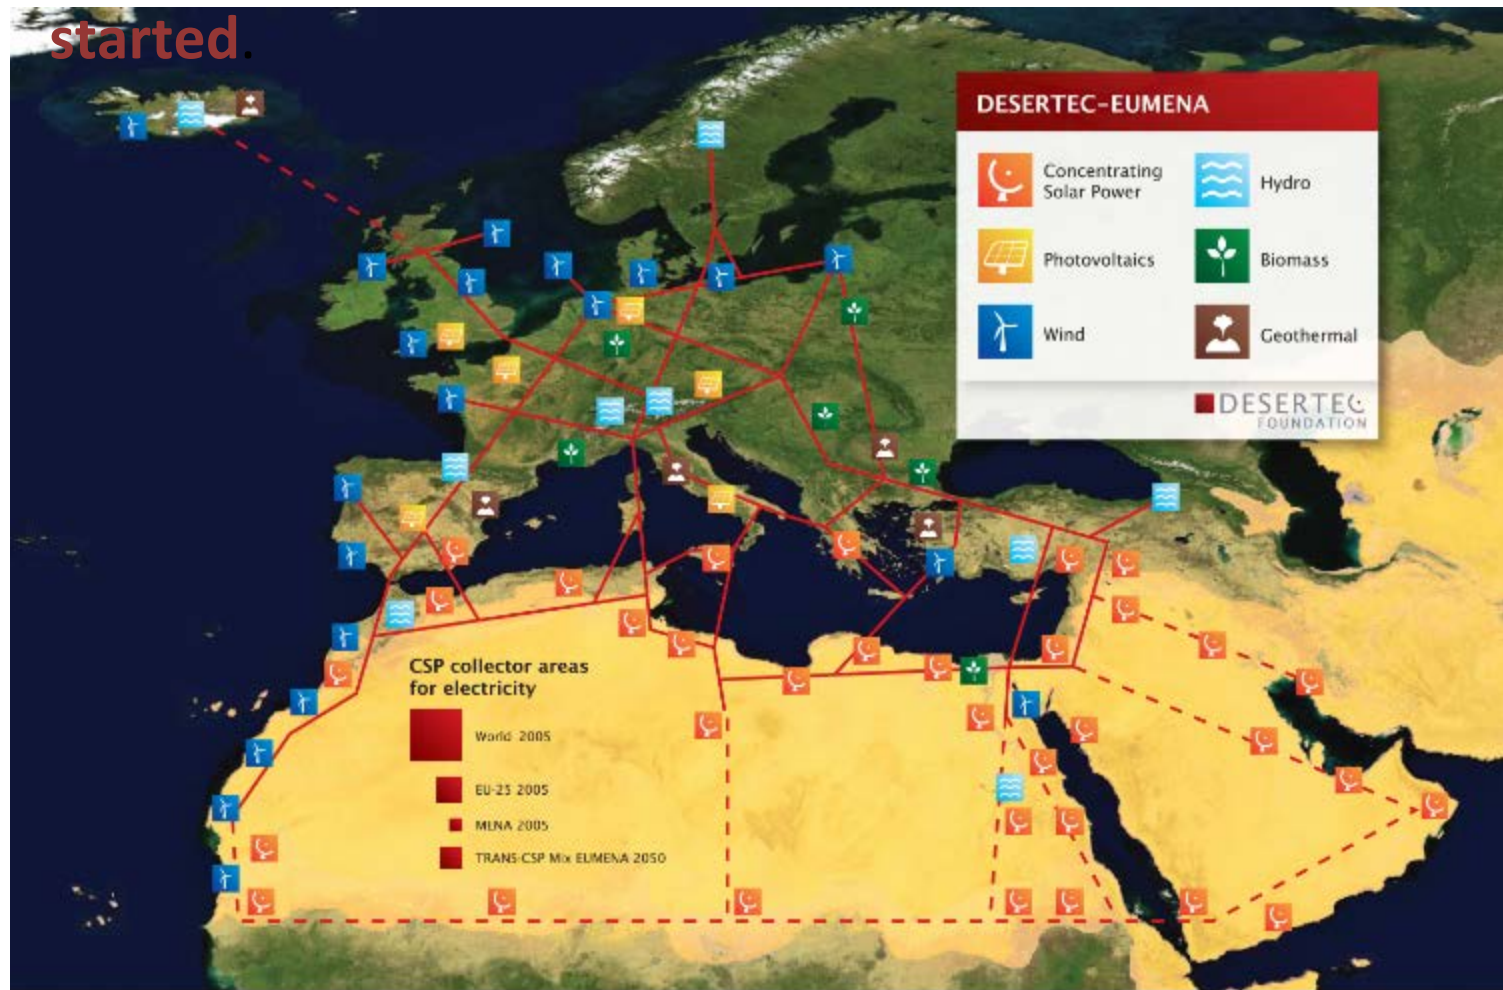 started.
DESERTEC-EUMENA
Concentrating
Solar Power
Hydro
Photovoltaics
Biomass
Wind
Geothermal
DESERTEC
FOUNDATION
CSP collector areas
for electricity
World 2005
EU-25 2005
MENA 2005
TRANS-CSP Mix EUMENA 2050